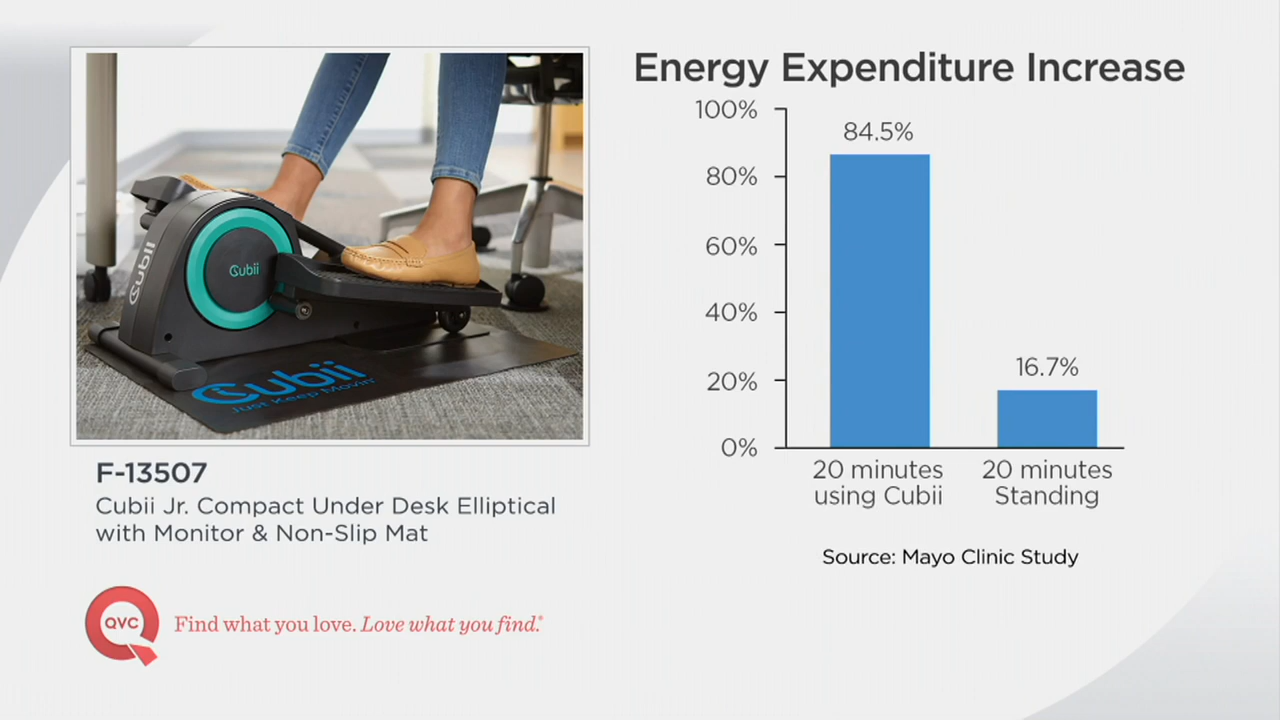 Cubii
Cubii
Cubii
Just Keep Movin'
F-13507
Cubii Jr. Compact Under Desk Elliptical
with Monitor & Non-Slip Mat
QVC
Find what you love. Love what you find.®
Energy Expenditure Increase
100%
80%
60%
40%
20%
0%
84.5%
16.7%
20 minutes
using Cubii
20 minutes
Standing
Source: Mayo Clinic Study